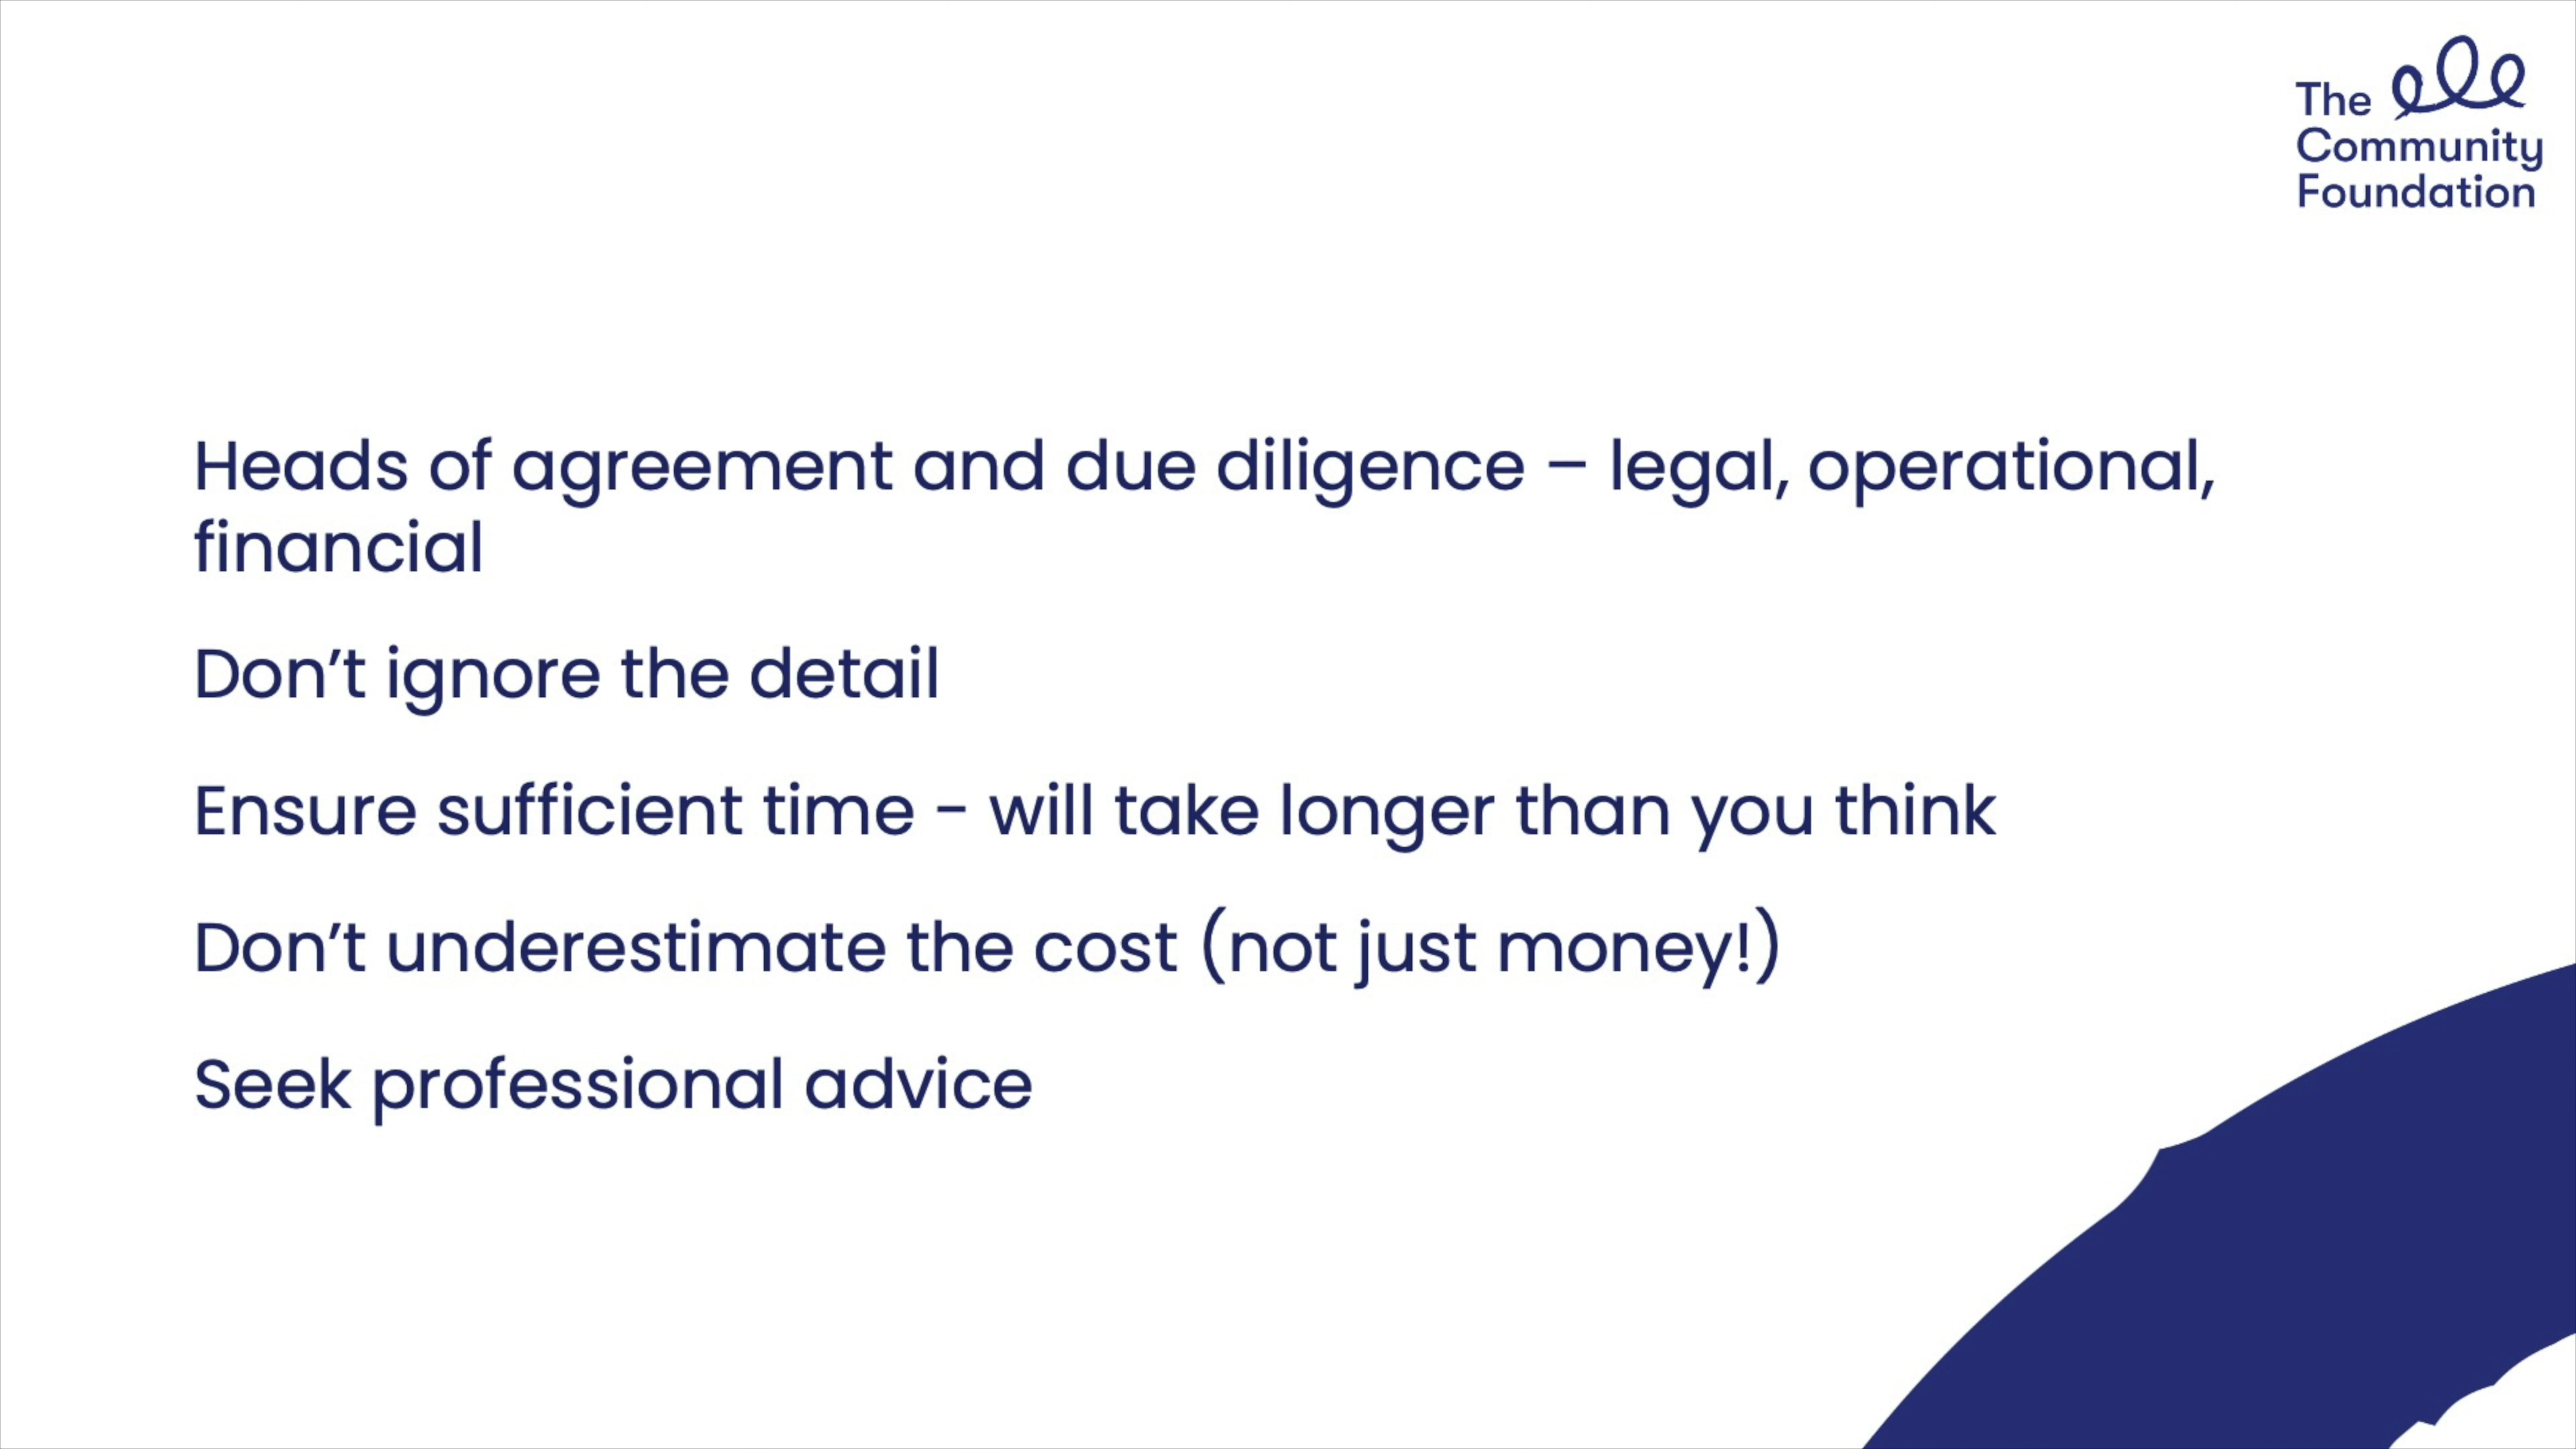 The
Community
Foundation
Heads of agreement and due diligence – legal, operational,
financial
Don’t ignore the detail
Ensure sufficient time - will take longer than you think
Don’t underestimate the cost (not just money!)
Seek professional advice